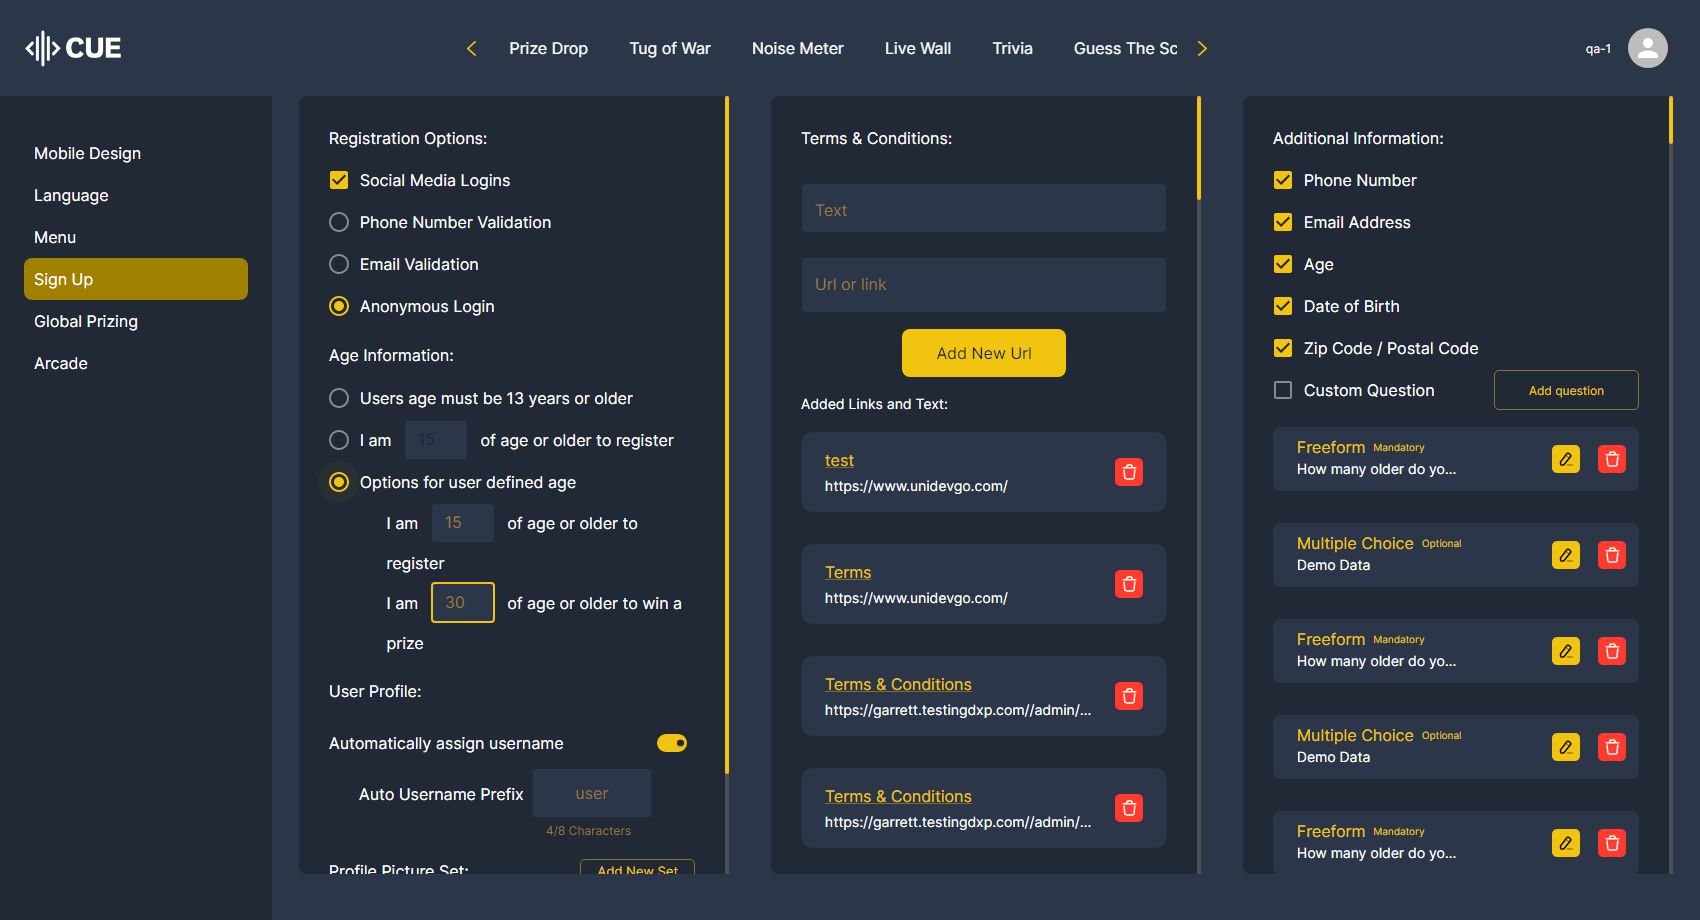 CUE
Prize Drop
Tug of War
Noise Meter
Live Wall
Trivia
Guess The Sc
qa-1
Mobile Design
Language
Menu
Sign Up
Global Prizing
Arcade
Registration Options:
Social Media Logins
Phone Number Validation
Email Validation
Anonymous Login
Age Information:
Users age must be 13 years or older
I am 15 of age or older to register
Options for user defined age
I am 15 of age or older to
register
I am 30 of age or older to win a
prize
User Profile:
Automatically assign username
Auto Username Prefix user
4/8 Characters
Profile Picture Set: Add New Set
Terms & Conditions:
Text
Url or link
Add New Url
Added Links and Text:
test
https://www.unidevgo.com/
Terms
https://www.unidevgo.com/
Terms & Conditions
https://garrett.testingdxp.com//admin/...
Terms & Conditions
https://garrett.testingdxp.com//admin/...
Additional Information:
Phone Number
Email Address
Age
Date of Birth
Zip Code / Postal Code
Custom Question Add question
Freeform Mandatory
How many older do yo...
Multiple Choice Optional
Demo Data
Freeform Mandatory
How many older do yo...
Multiple Choice Optional
Demo Data
Freeform Mandatory
How many older do yo...